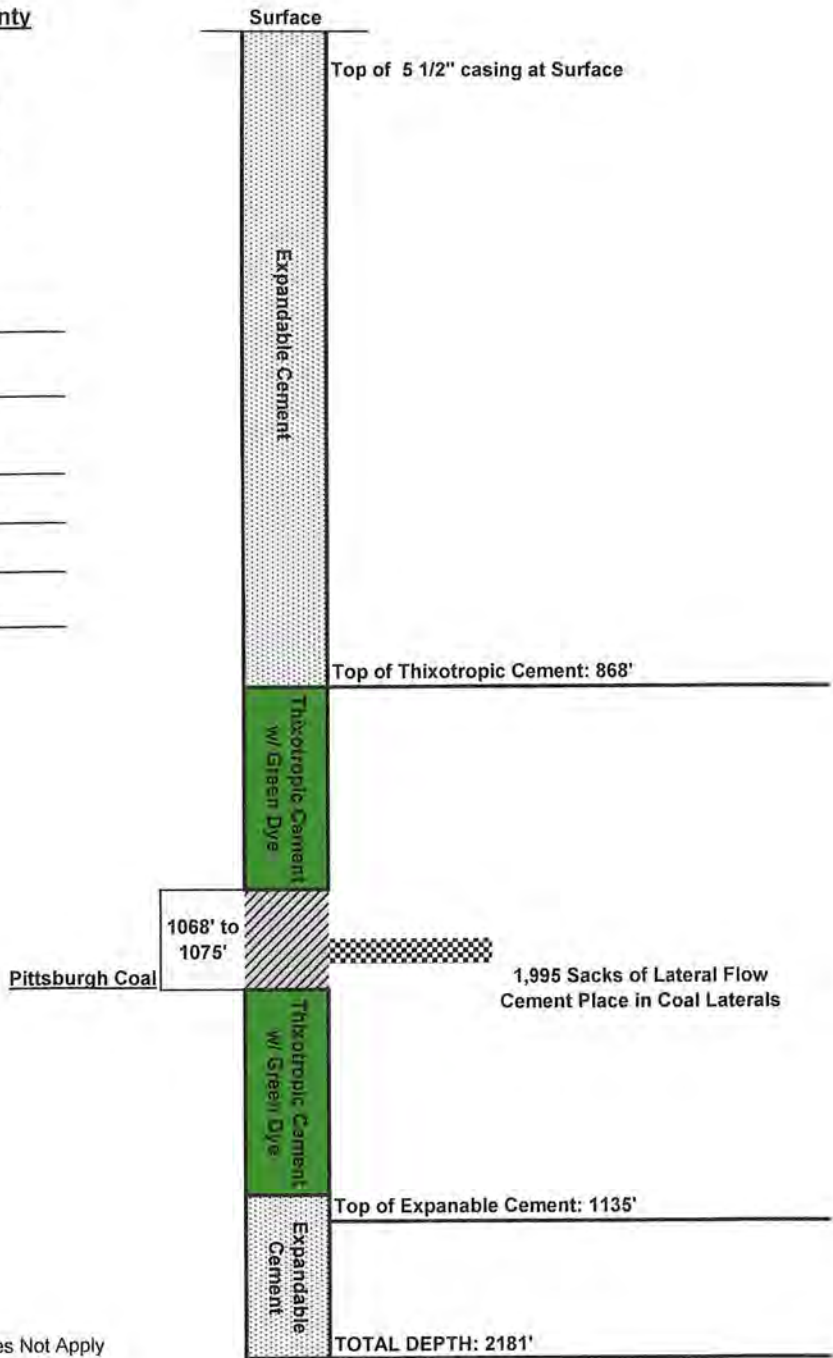 nty
Surface
Top of 5 1/2" casing at Surface
Expandable Cement
Top of Thixotropic Cement: 868'
Thixotropic Cement
w/ Green Dye
1068' to
1075'
Pittsburgh Coal
1,995 Sacks of Lateral Flow
Cement Place in Coal Laterals
Thixotropic Cement
w/ Green Dye
Top of Expanable Cement: 1135'
Expandable
Cement
es Not Apply
TOTAL DEPTH: 2181'